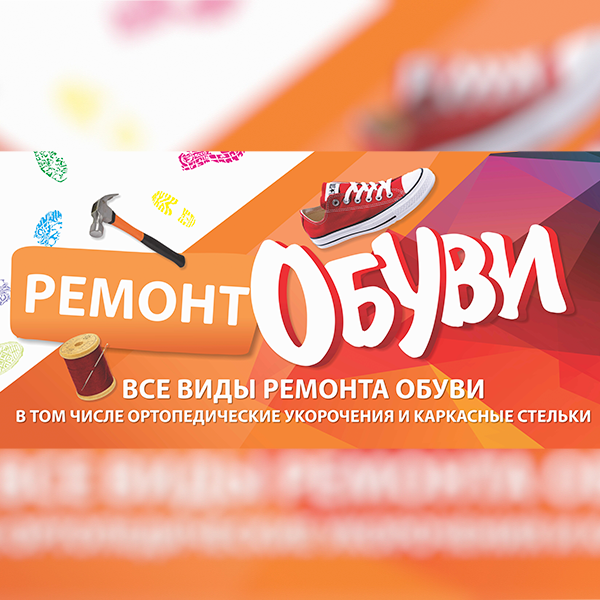 РЕМОНТ ОБУВИ
ВСЕ ВИДЫ РЕМОНТА ОБУВИ
В ТОМ ЧИСЛЕ ОРТОПЕДИЧЕСКИЕ УКОРОЧЕНИЯ И КАРКАСНЫЕ СТЕЛЬКИ